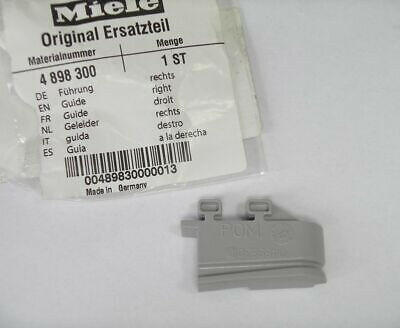 Miele
Original Ersatzteil
Materialnummer Menge
4 898 300 1 ST
DE Führung rechts
EN Guide right
FR Guide droit
NL Geleider rechts
IT guida destro
ES Guia a la derecha
00489830000013
Made in Germany
POM